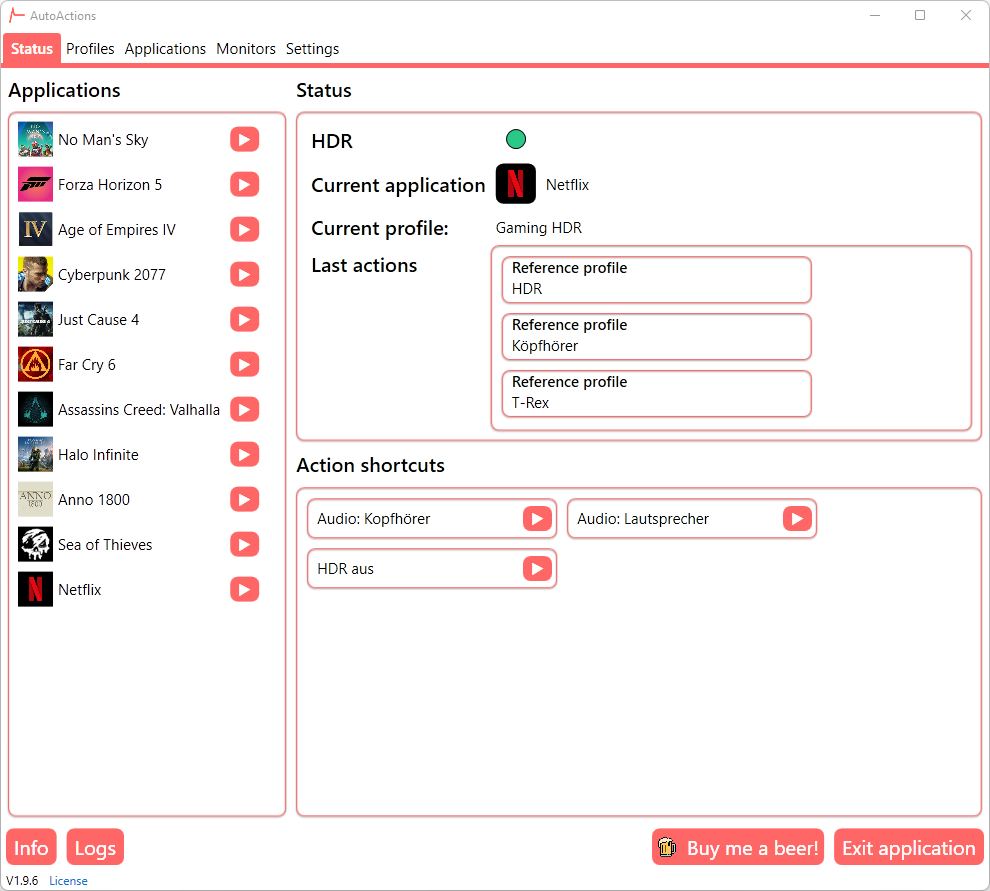 AutoActions
Status Profiles Applications Monitors Settings
Applications
No Man's Sky
Forza Horizon 5
IV
Age of Empires IV
Cyberpunk 2077
Just Cause 4
Far Cry 6
Assassins Creed: Valhalla
Halo Infinite
ANNO
1800
Anno 1800
Sea of Thieves
N
Netflix
Status
HDR
Current application
N
Netflix
Current profile:
Gaming HDR
Last actions
Reference profile
HDR
Reference profile
Köpfhörer
Reference profile
T-Rex
Action shortcuts
Audio: Kopfhörer
Audio: Lautsprecher
HDR aus
Info
Logs
Buy me a beer!
Exit application
V1.9.6 License